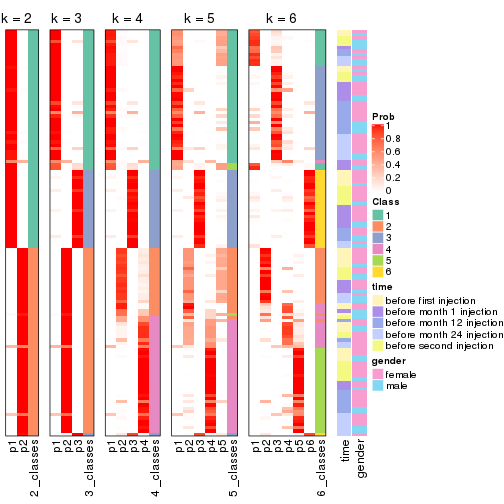 k = 2
k = 3
k = 4
k = 5
k = 6
Prob
1
0.8
0.6
0.4
0.2
0
Class
1
2
3
4
5
6
time
before first injection
before month 1 injection
before month 12 injection
before month 24 injection
before second injection
gender
female
male
p1
p2
2_classes
p1
p2
p3
3_classes
p1
p2
p3
p4
4_classes
p1
p2
p3
p4
p5
5_classes
p1
p2
p3
p4
p5
p6
6_classes
time
gender